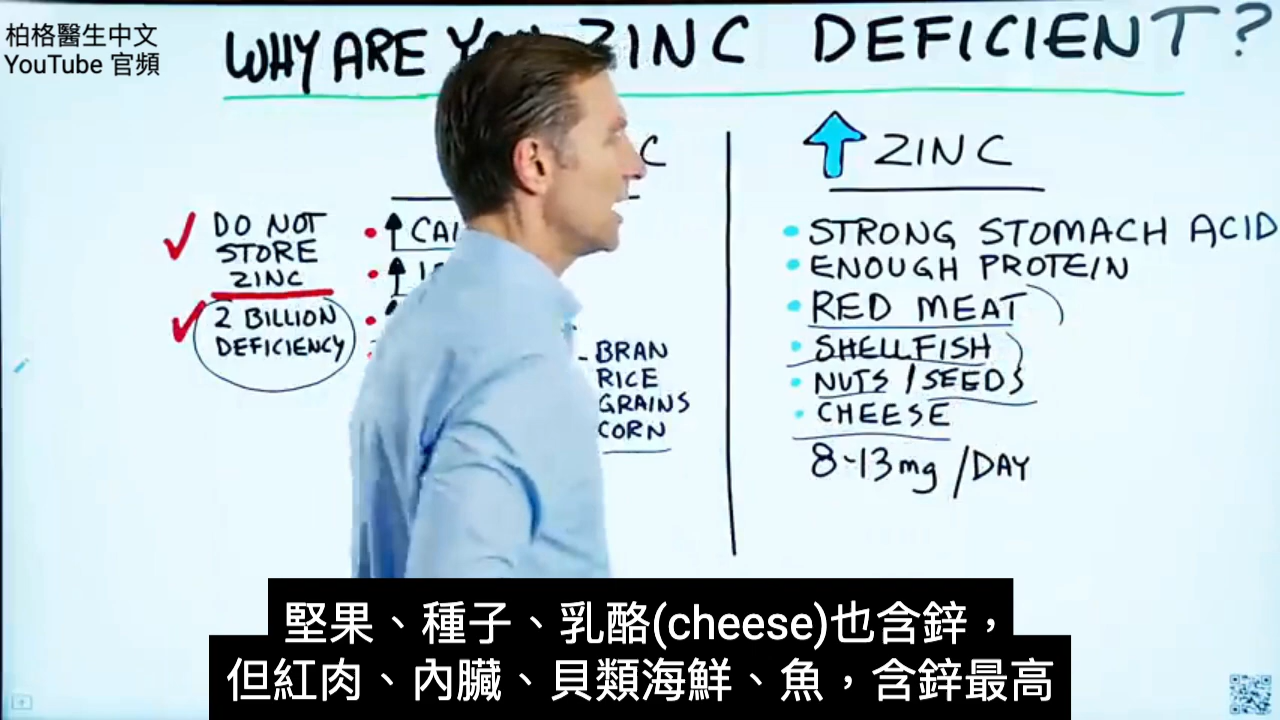 柏格醫生中文
YouTube 官頻
WHY ARE ZINC DEFICIENT?
DO NOT
STORE
ZINC
2 BILLION
DEFICIENCY
BRAN
RICE
GRAINS
CORN
ZINC
• STRONG STOMACH ACID
• ENOUGH PROTEIN
• RED MEAT
• SHELLFISH
• NUTS / SEEDS
• CHEESE
8-13mg /DAY
堅果、種子、乳酪(cheese)也含鋅，
但紅肉、內臟、貝類海鮮、魚，含鋅最高